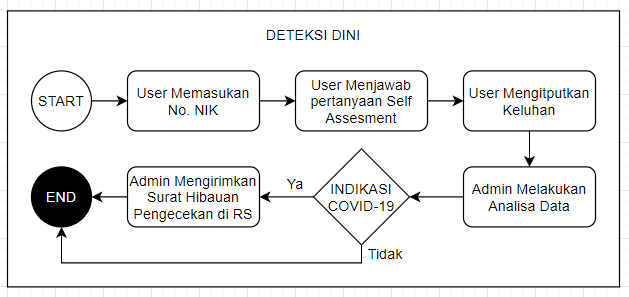 DETEKSI DINI
START
User Memasukan
No. NIK
User Menjawab
pertanyaan Self
Assesment
User Mengitputkan
Keluhan
END
Admin Mengirimkan
Surat Hibauan
Pengecekan di RS
Ya
INDIKASI
COVID-19
Admin Melakukan
Analisa Data
Tidak